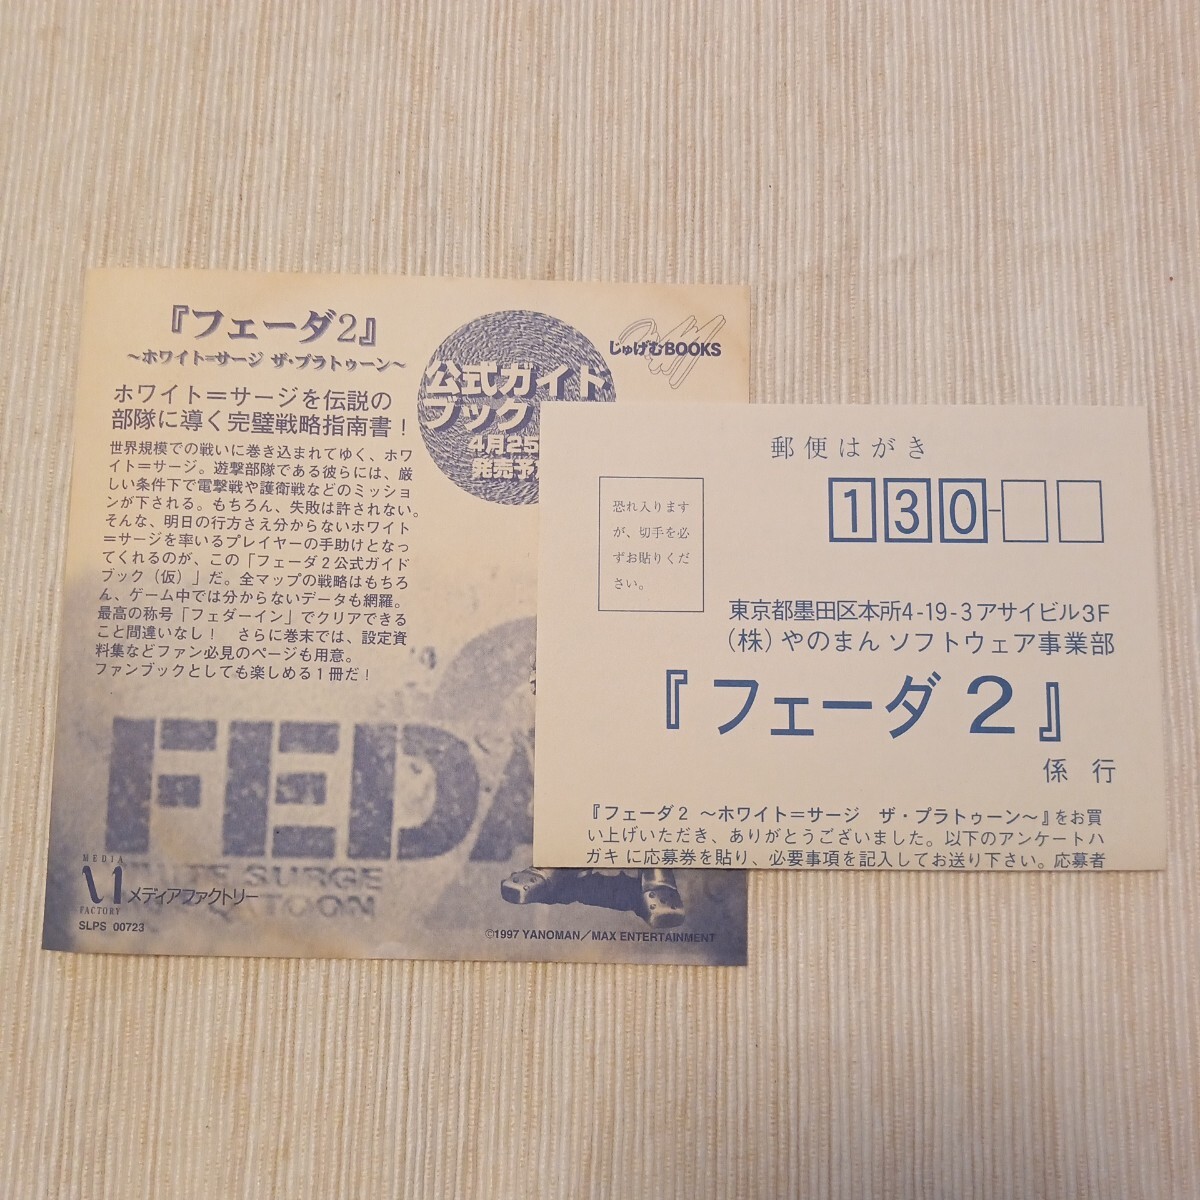 『フェーダ2』
～ホワイト=サージ ザ・プラトゥーン～
ホワイト＝サージを伝説の
部隊に導く完璧戦略指南書！
世界規模での戦いに巻き込まれてゆく、ホワ
イト＝サージ。遊撃部隊である彼らには、厳
しい条件下で電撃戦や護衛戦などのミッショ
ンが下される。もちろん、失敗は許されない。
そんな、明日の行方さえ分からないホワイト
＝サージを率いるプレイヤーの手助けとなっ
てくれるのが、この「フェーダ2公式ガイド
ブック（仮）」だ。全マップの戦略はもちろ
ん、ゲーム中では分からないデータも網羅。
最高の称号「フェダーイン」でクリアできる
こと間違いなし！　さらに巻末では、設定資
料集などファン必見のページも用意。
ファンブックとしても楽しめる1冊だ！
公式ガイド
ブック
4月25
発売予
じゅげむBOOKS
FEDA
WHITE SURGE
PLATOON
MEDIA
FACTORY
メディアファクトリー
SLPS 00723
©1997 YANOMAN／MAX ENTERTAINMENT
郵便はがき
恐れ入ります
が、切手を必
ずお貼りくだ
さい。
130-
東京都墨田区本所4-19-3アサイビル3F
（株）やのまん ソフトウェア事業部
『フェーダ2』
係 行
『フェーダ2 ～ホワイト＝サージ　ザ・プラトゥーン～』をお買
い上げいただき、ありがとうございました。以下のアンケートハ
ガキに応募券を貼り、必要事項を記入してお送り下さい。応募者